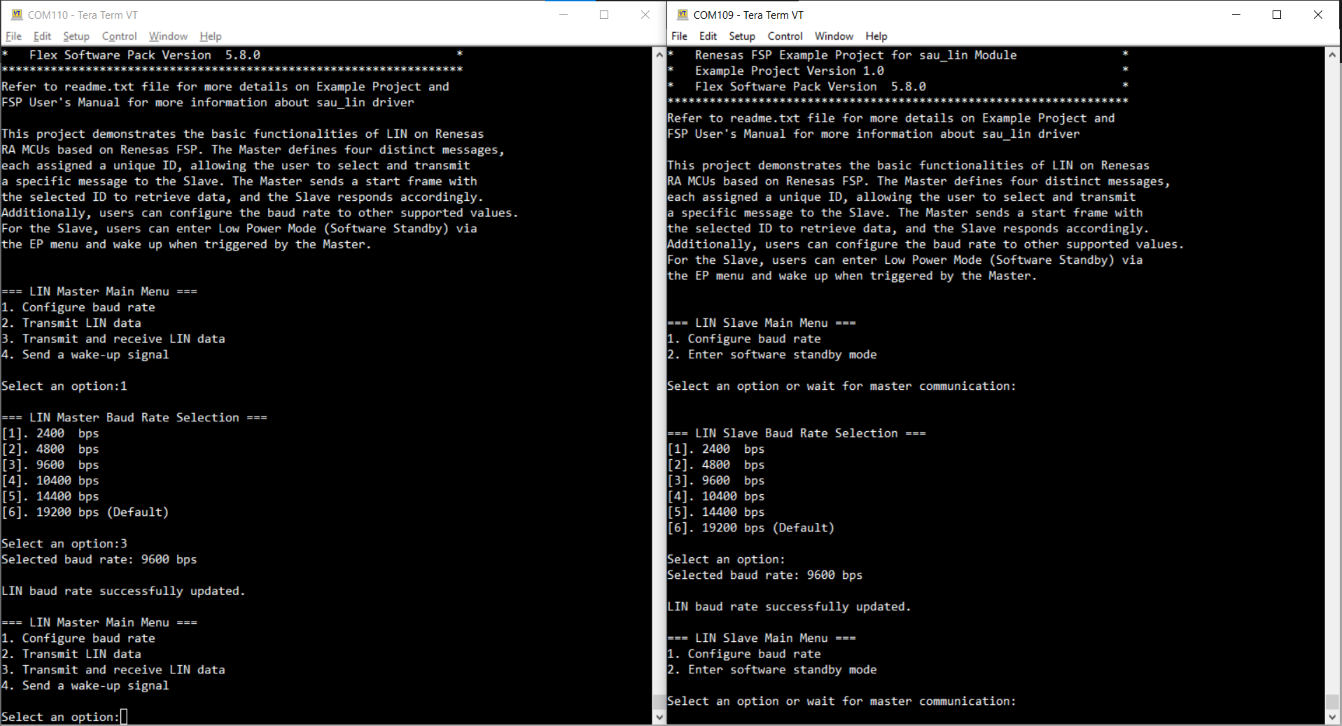 COM110 - Tera Term VT
File Edit Setup Control Window Help
*   Flex Software Pack Version  5.8.0                            *
******************************************************************
Refer to readme.txt file for more details on Example Project and
FSP User's Manual for more information about sau_lin driver
This project demonstrates the basic functionalities of LIN on Renesas
RA MCUs based on Renesas FSP. The Master defines four distinct messages,
each assigned a unique ID, allowing the user to select and transmit
a specific message to the Slave. The Master sends a start frame with
the selected ID to retrieve data, and the Slave responds accordingly.
Additionally, users can configure the baud rate to other supported values.
For the Slave, users can enter Low Power Mode (Software Standby) via
the EP menu and wake up when triggered by the Master.
=== LIN Master Main Menu ===
1. Configure baud rate
2. Transmit LIN data
3. Transmit and receive LIN data
4. Send a wake-up signal
Select an option:1
=== LIN Master Baud Rate Selection ===
[1]. 2400  bps
[2]. 4800  bps
[3]. 9600  bps
[4]. 10400 bps
[5]. 14400 bps
[6]. 19200 bps (Default)
Select an option:3
Selected baud rate: 9600 bps
LIN baud rate successfully updated.
=== LIN Master Main Menu ===
1. Configure baud rate
2. Transmit LIN data
3. Transmit and receive LIN data
4. Send a wake-up signal
Select an option:
COM109 - Tera Term VT
File Edit Setup Control Window Help
*   Renesas FSP Example Project for sau_lin Module               *
*   Example Project Version 1.0                                  *
*   Flex Software Pack Version  5.8.0                            *
******************************************************************
Refer to readme.txt file for more details on Example Project and
FSP User's Manual for more information about sau_lin driver
This project demonstrates the basic functionalities of LIN on Renesas
RA MCUs based on Renesas FSP. The Master defines four distinct messages,
each assigned a unique ID, allowing the user to select and transmit
a specific message to the Slave. The Master sends a start frame with
the selected ID to retrieve data, and the Slave responds accordingly.
Additionally, users can configure the baud rate to other supported values.
For the Slave, users can enter Low Power Mode (Software Standby) via
the EP menu and wake up when triggered by the Master.
=== LIN Slave Main Menu ===
1. Configure baud rate
2. Enter software standby mode
Select an option or wait for master communication:
=== LIN Slave Baud Rate Selection ===
[1]. 2400  bps
[2]. 4800  bps
[3]. 9600  bps
[4]. 10400 bps
[5]. 14400 bps
[6]. 19200 bps (Default)
Select an option:
Selected baud rate: 9600 bps
LIN baud rate successfully updated.
=== LIN Slave Main Menu ===
1. Configure baud rate
2. Enter software standby mode
Select an option or wait for master communication: